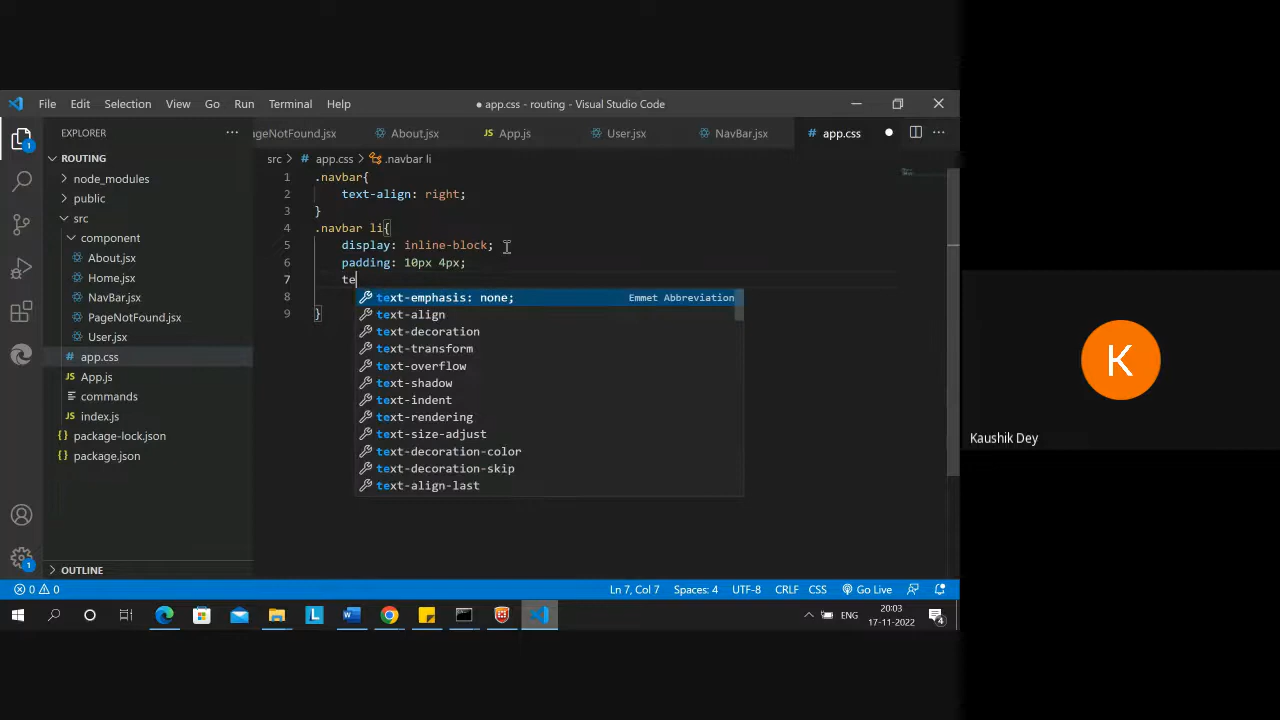 File Edit Selection View Go Run Terminal Help
● app.css - routing - Visual Studio Code
EXPLORER
ageNotFound.jsx
About.jsx
JS App.js
User.jsx
NavBar.jsx
# app.css
ROUTING
node_modules
public
src
component
About.jsx
Home.jsx
NavBar.jsx
PageNotFound.jsx
User.jsx
# app.css
JS App.js
commands
JS index.js
{} package-lock.json
{} package.json
OUTLINE
src > # app.css > .navbar li
1 .navbar{
2 text-align: right;
3 }
4 .navbar li{
5 display: inline-block;
6 padding: 10px 4px;
7 te
8
9 }
text-emphasis: none; Emmet Abbreviation
text-align
text-decoration
text-transform
text-overflow
text-shadow
text-indent
text-rendering
text-size-adjust
text-decoration-color
text-decoration-skip
text-align-last
1
1
0 0 Ln 7, Col 7 Spaces: 4 UTF-8 CRLF CSS Go Live
L W ENG
20:03
17-11-2022
4
K
Kaushik Dey